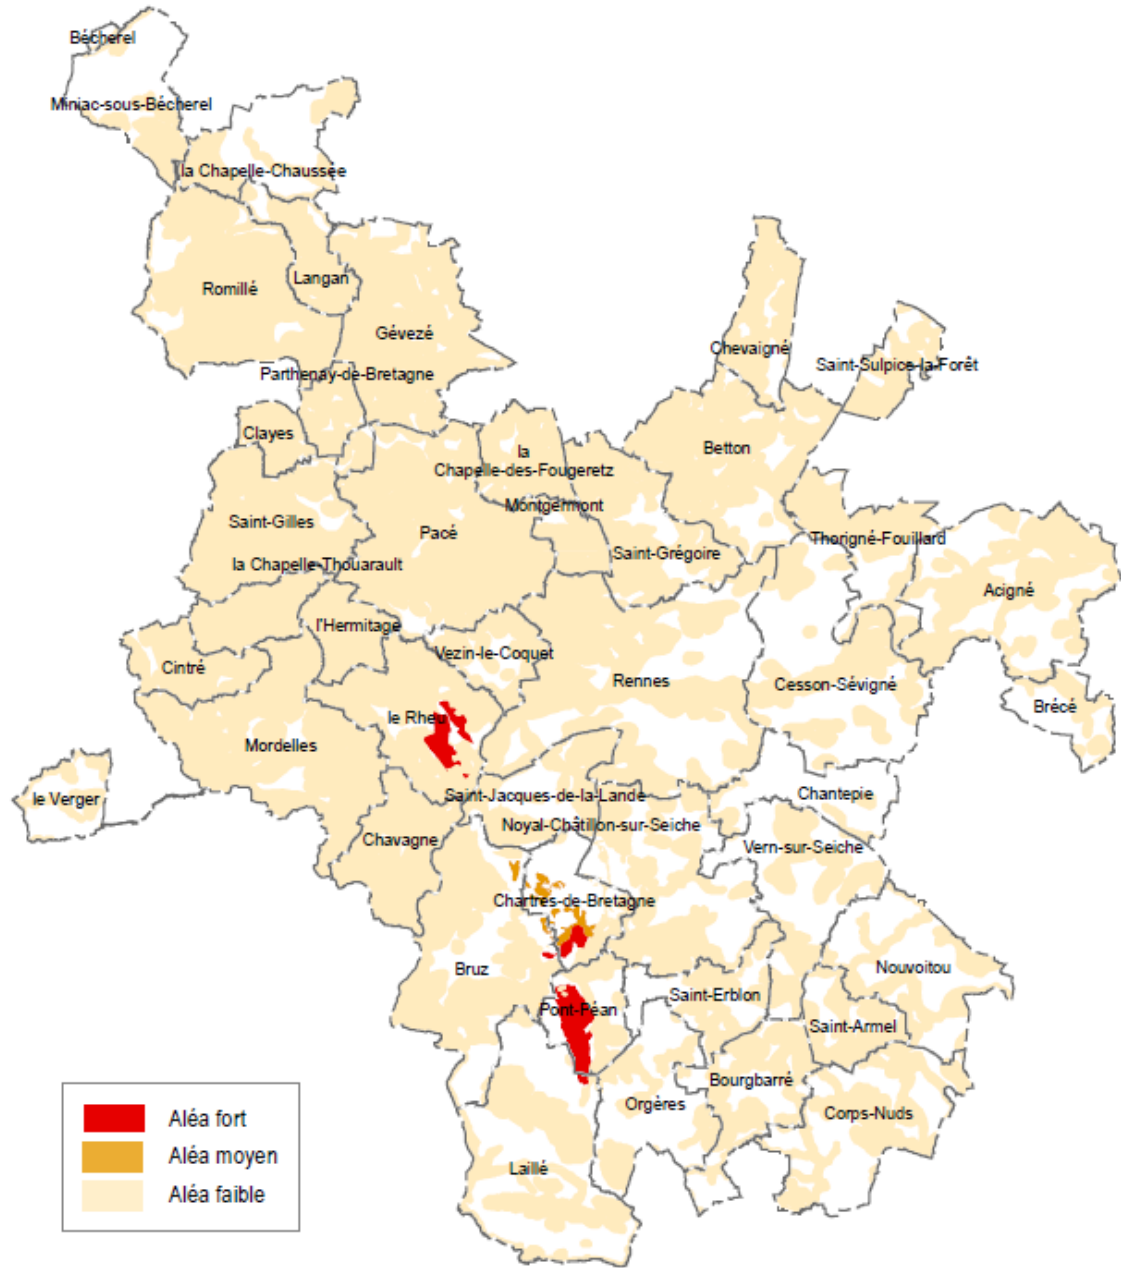 Bécherel
Miniac-sous-Bécherel
la Chapelle-Chaussée
Langan
Romillé
Gévezé
Chevaigné
Saint-Sulpice-la-Forêt
Parthenay-de-Bretagne
Clayes
Betton
la
Chapelle-des-Fougeretz
Montgermont
Saint-Gilles
Pacé
Saint-Grégoire
Thorigné-Fouillard
la Chapelle-Thouarault
Acigné
l'Hermitage
Vezin-le-Coquet
Cintré
Rennes
Cesson-Sévigné
Brécé
le Rheu
Mordelles
le Verger
Saint-Jacques-de-la-Lande
Chantepie
Noyal-Châtillon-sur-Seiche
Chavagne
Vern-sur-Seiche
Chartres-de-Bretagne
Bruz
Nouvoitou
Saint-Erblon
Pont-Péan
Saint-Armel
Bourgbarré
Orgères
Corps-Nuds
Laillé
Aléa fort
Aléa moyen
Aléa faible